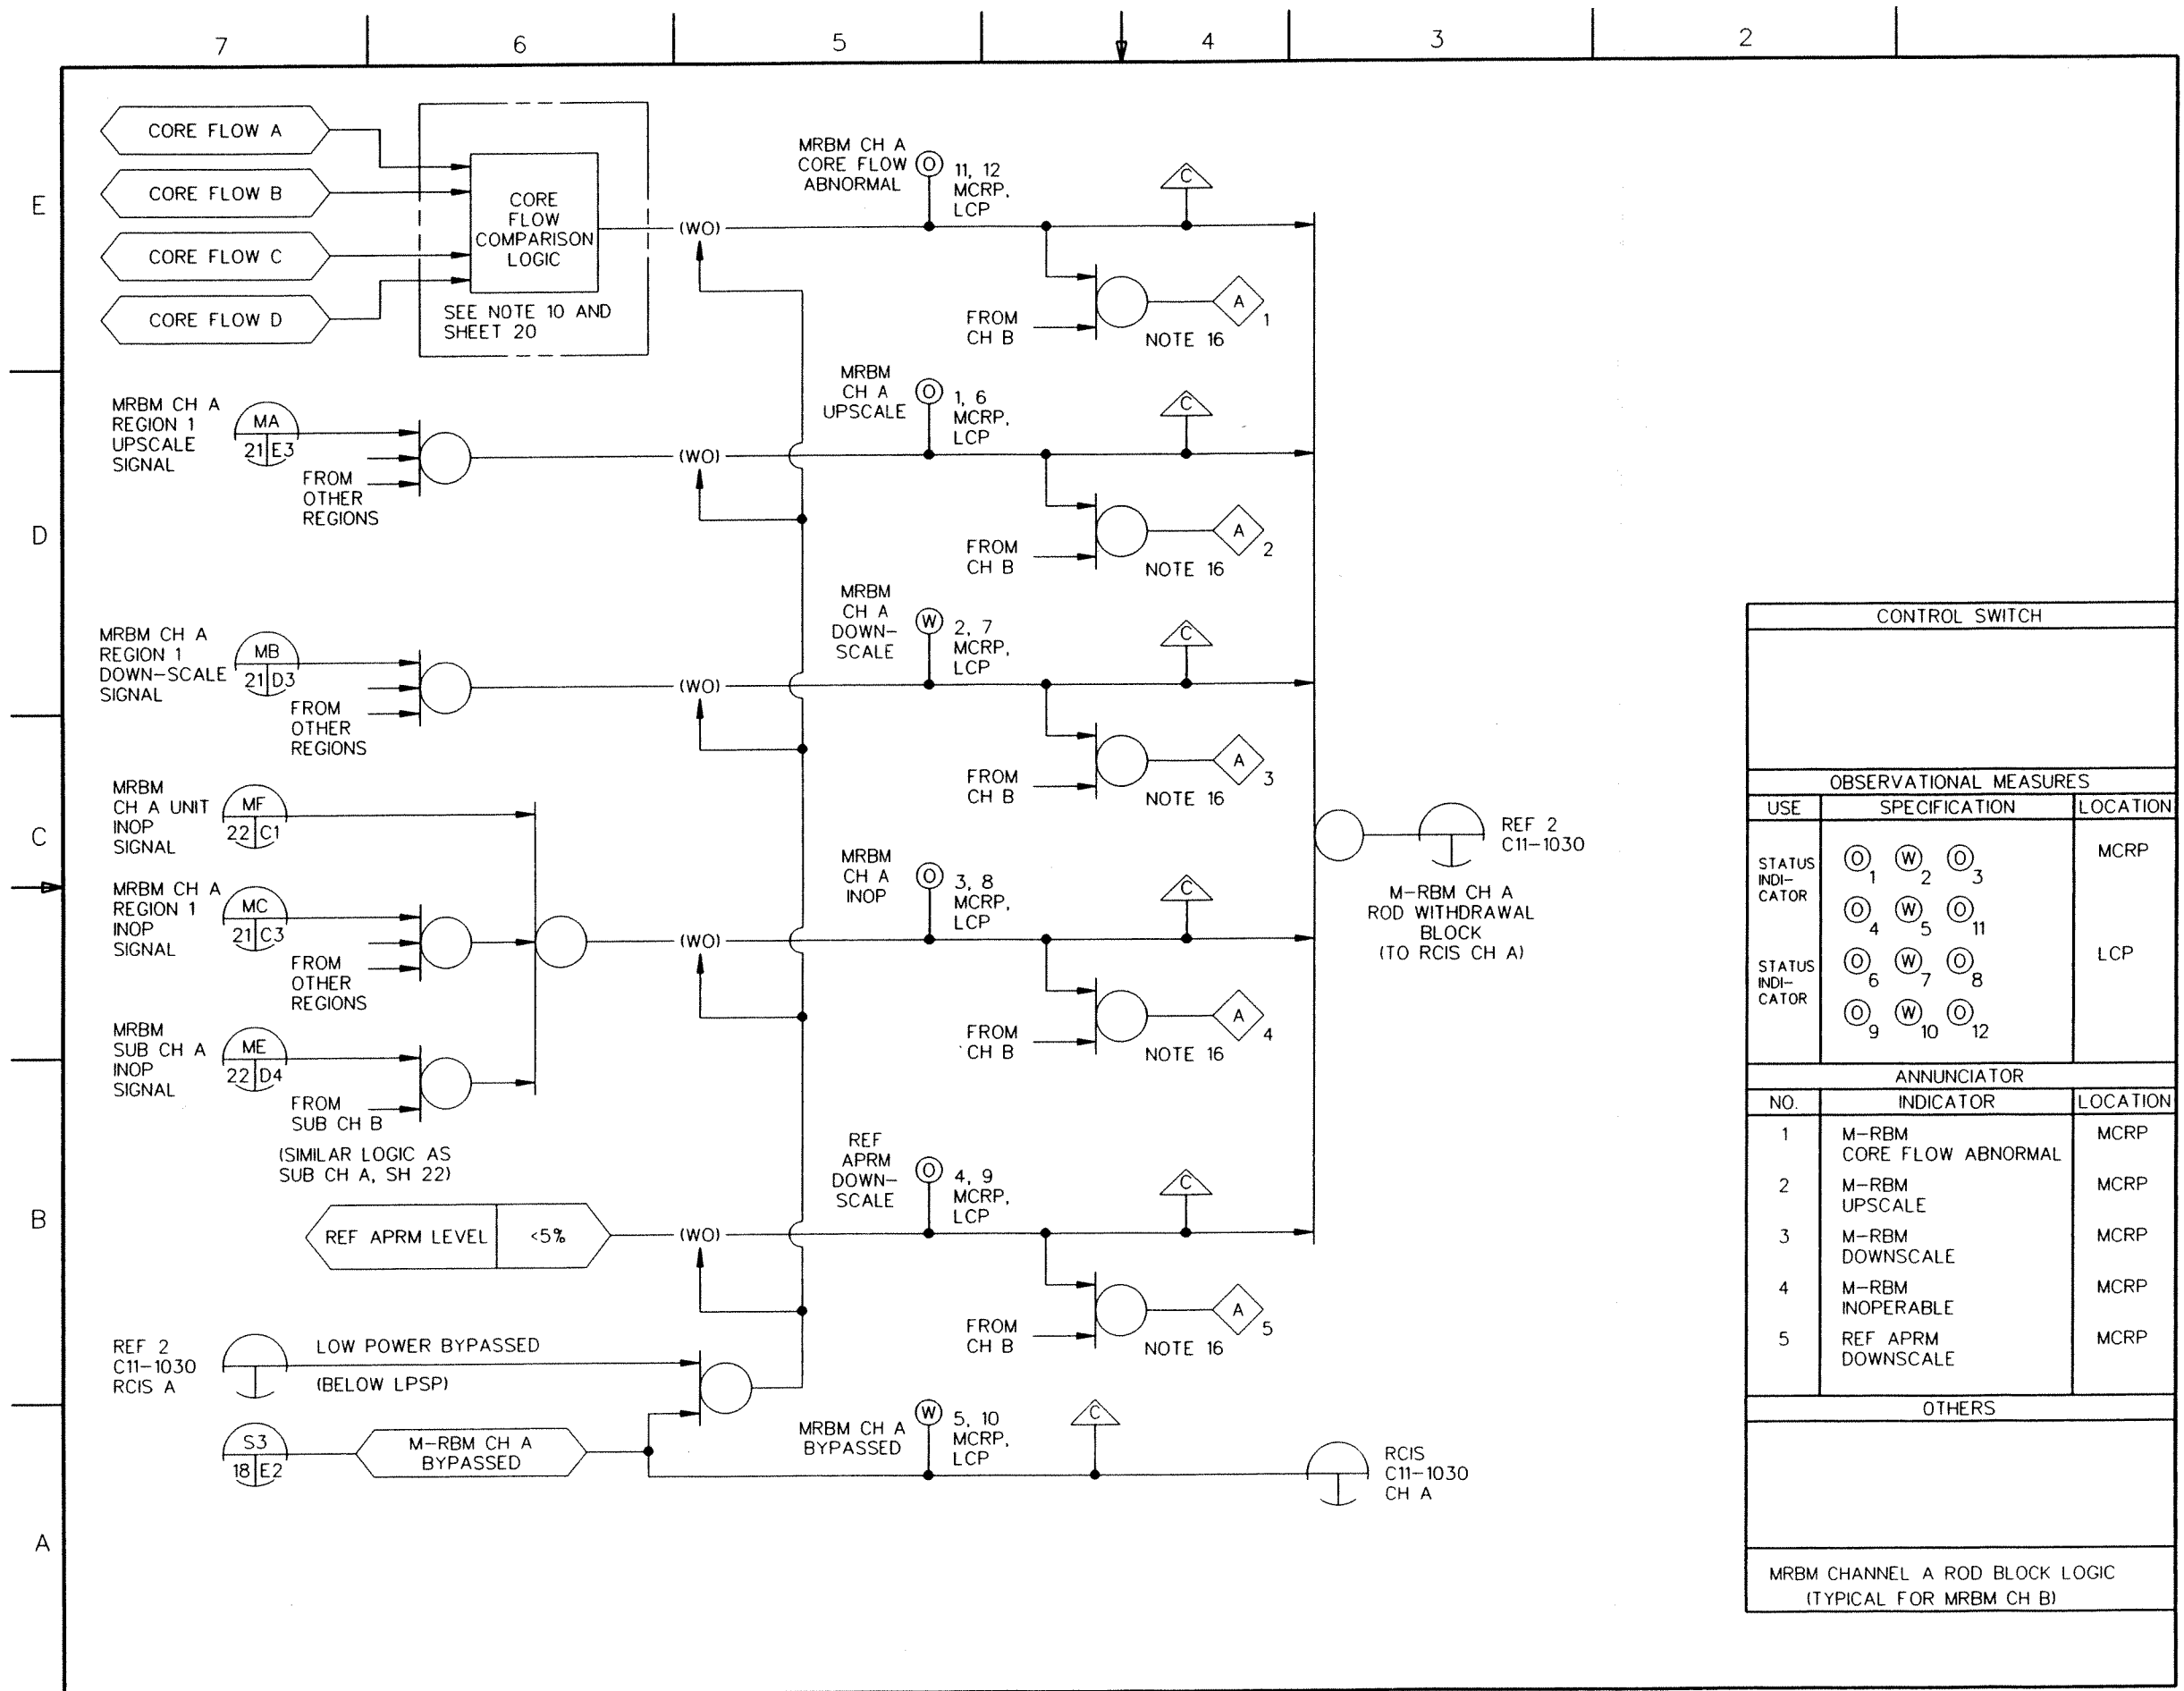 7
6
5
4
3
2
E
D
C
B
A
CORE FLOW A
CORE FLOW B
CORE FLOW C
CORE FLOW D
CORE
FLOW
COMPARISON
LOGIC
SEE NOTE 10 AND
SHEET 20
(WO)
MRBM CH A
CORE FLOW
ABNORMAL
O
11, 12
MCRP,
LCP
C
FROM
CH B
A
1
NOTE 16
MRBM CH A
REGION 1
UPSCALE
SIGNAL
MA
21 E3
FROM
OTHER
REGIONS
(WO)
MRBM
CH A
UPSCALE
O
1, 6
MCRP,
LCP
C
FROM
CH B
A
2
NOTE 16
MRBM CH A
REGION 1
DOWN-SCALE
SIGNAL
MB
21 D3
FROM
OTHER
REGIONS
(WO)
MRBM
CH A
DOWN-
SCALE
W
2, 7
MCRP,
LCP
C
FROM
CH B
A
3
NOTE 16
MRBM
CH A UNIT
INOP
SIGNAL
MF
22 C1
MRBM CH A
REGION 1
INOP
SIGNAL
MC
21 C3
FROM
OTHER
REGIONS
MRBM
SUB CH A
INOP
SIGNAL
ME
22 D4
FROM
SUB CH B
(SIMILAR LOGIC AS
SUB CH A, SH 22)
(WO)
MRBM
CH A
INOP
O
3, 8
MCRP,
LCP
C
FROM
CH B
A
4
NOTE 16
REF 2
C11-1030
M-RBM CH A
ROD WITHDRAWAL
BLOCK
(TO RCIS CH A)
REF APRM LEVEL <5%
(WO)
REF
APRM
DOWN-
SCALE
O
4, 9
MCRP,
LCP
C
FROM
CH B
A
5
NOTE 16
REF 2
C11-1030
RCIS A
LOW POWER BYPASSED
(BELOW LPSP)
S3
18 E2
M-RBM CH A
BYPASSED
MRBM CH A
BYPASSED
W
5, 10
MCRP,
LCP
C
RCIS
C11-1030
CH A
CONTROL SWITCH
OBSERVATIONAL MEASURES
USE SPECIFICATION LOCATION
STATUS
INDI-
CATOR
O 1 W 2 O 3
MCRP
O 4 W 5 O 11
STATUS
INDI-
CATOR
O 6 W 7 O 8
LCP
O 9 W 10 O 12
ANNUNCIATOR
NO. INDICATOR LOCATION
1 M-RBM MCRP
CORE FLOW ABNORMAL
2 M-RBM MCRP
UPSCALE
3 M-RBM MCRP
DOWNSCALE
4 M-RBM MCRP
INOPERABLE
5 REF APRM MCRP
DOWNSCALE
OTHERS
MRBM CHANNEL A ROD BLOCK LOGIC
(TYPICAL FOR MRBM CH B)